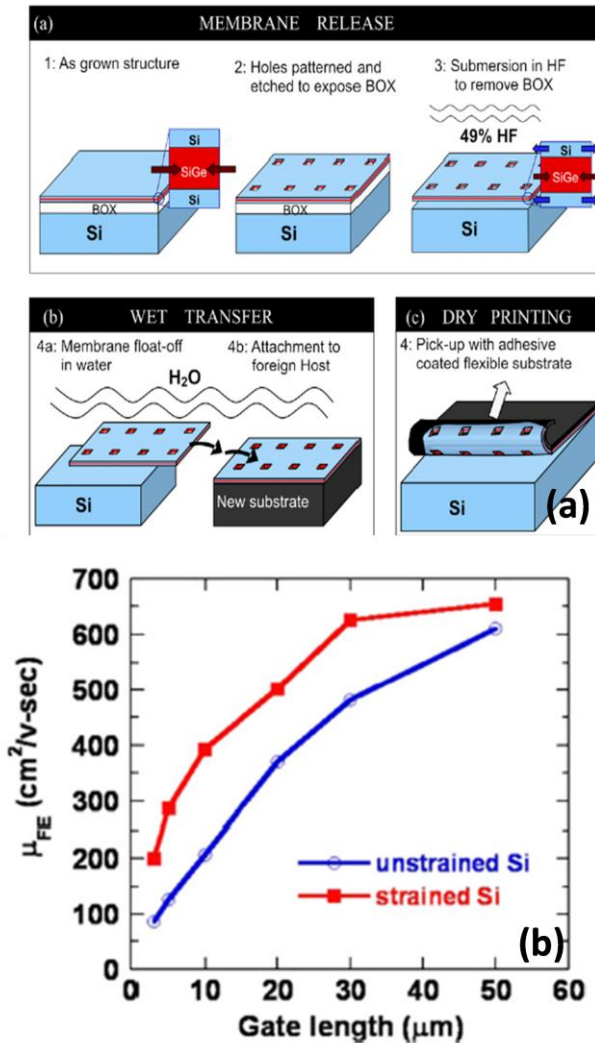 (a) MEMBRANE RELEASE
1: As grown structure
Si
SiGe
Si
BOX
Si
2: Holes patterned and
etched to expose BOX
BOX
Si
3: Submersion in HF
to remove BOX
49% HF
Si
SiGe
Si
Si
(b) WET TRANSFER
4a: Membrane float-off
in water
4b: Attachment to
foreign Host
H₂O
Si
New substrate
(c) DRY PRINTING
4: Pick-up with adhesive
coated flexible substrate
Si
(a)
700
600
500
400
300
200
100
0
μFE (cm²/v-sec)
unstrained Si
strained Si
(b)
0 10 20 30 40 50 60
Gate length (μm)